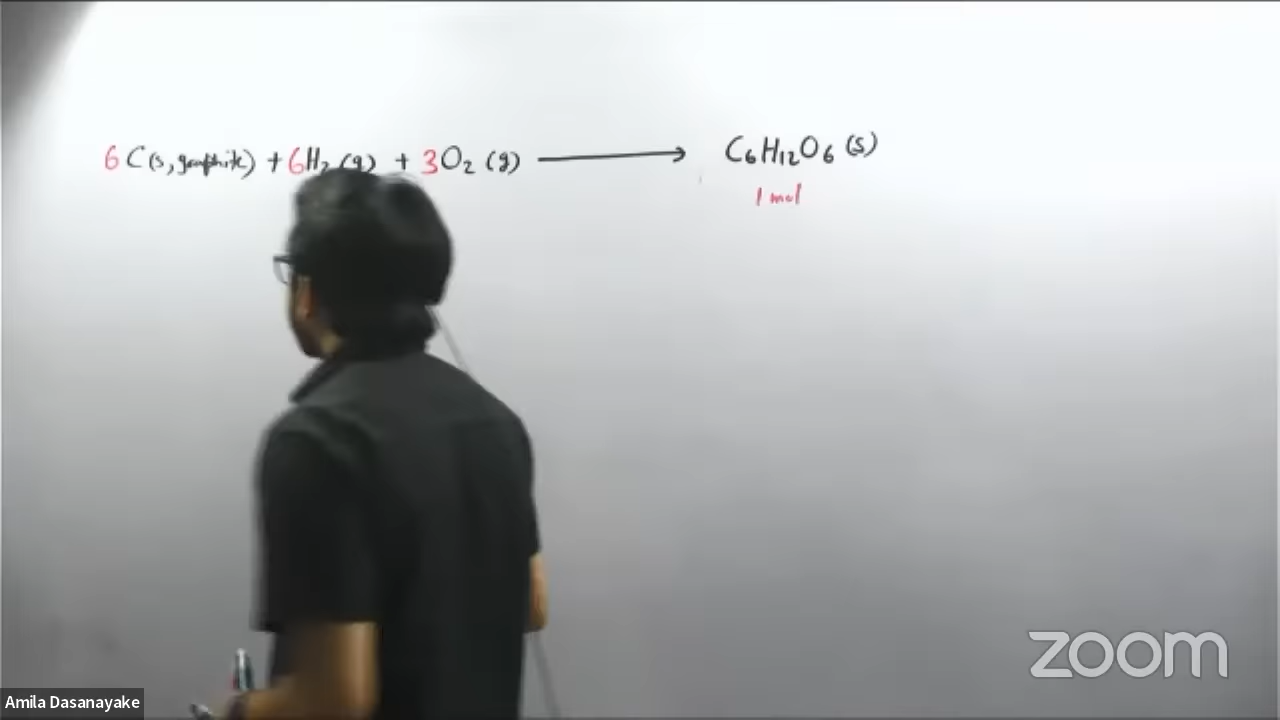 6 C(s, graphite) + 6H₂ (g) + 3O₂ (g) ⟶ C₆H₁₂O₆ (s)
1 mol
zoom
Amila Dasanayake